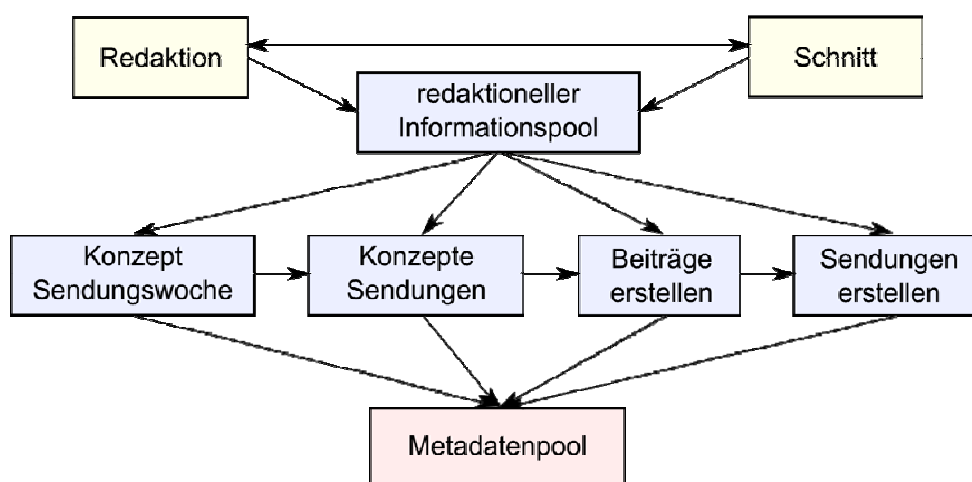 Redaktion
Schnitt
redaktioneller
Informationspool
Konzept
Sendungswoche
Konzepte
Sendungen
Beiträge
erstellen
Sendungen
erstellen
Metadatenpool